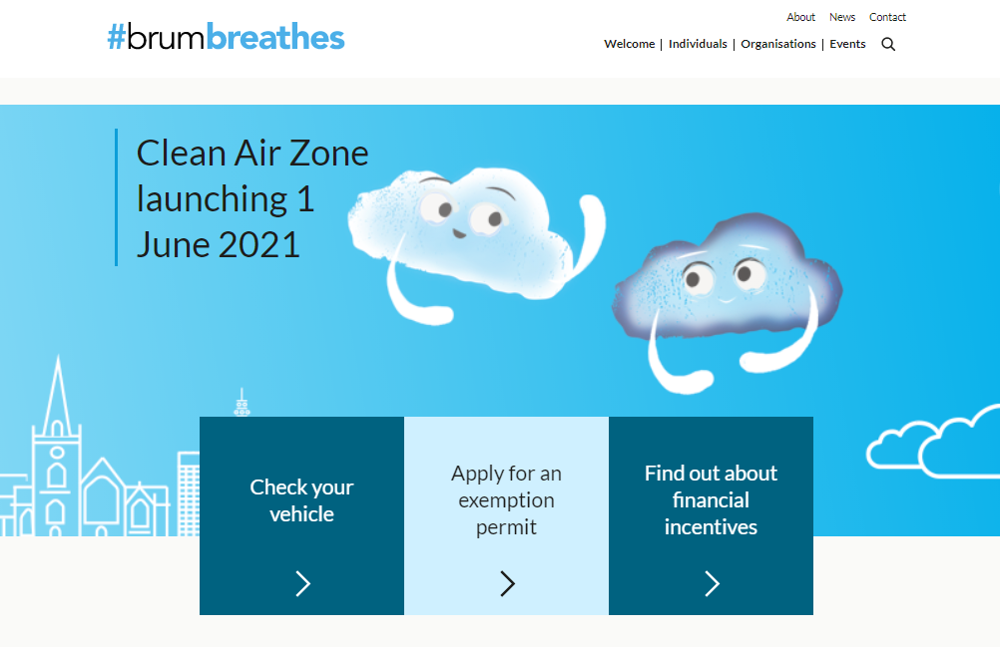 #brumbreathes
About News Contact
Welcome | Individuals | Organisations | Events
Clean Air Zone
launching 1
June 2021
Check your
vehicle
Apply for an
exemption
permit
Find out about
financial
incentives